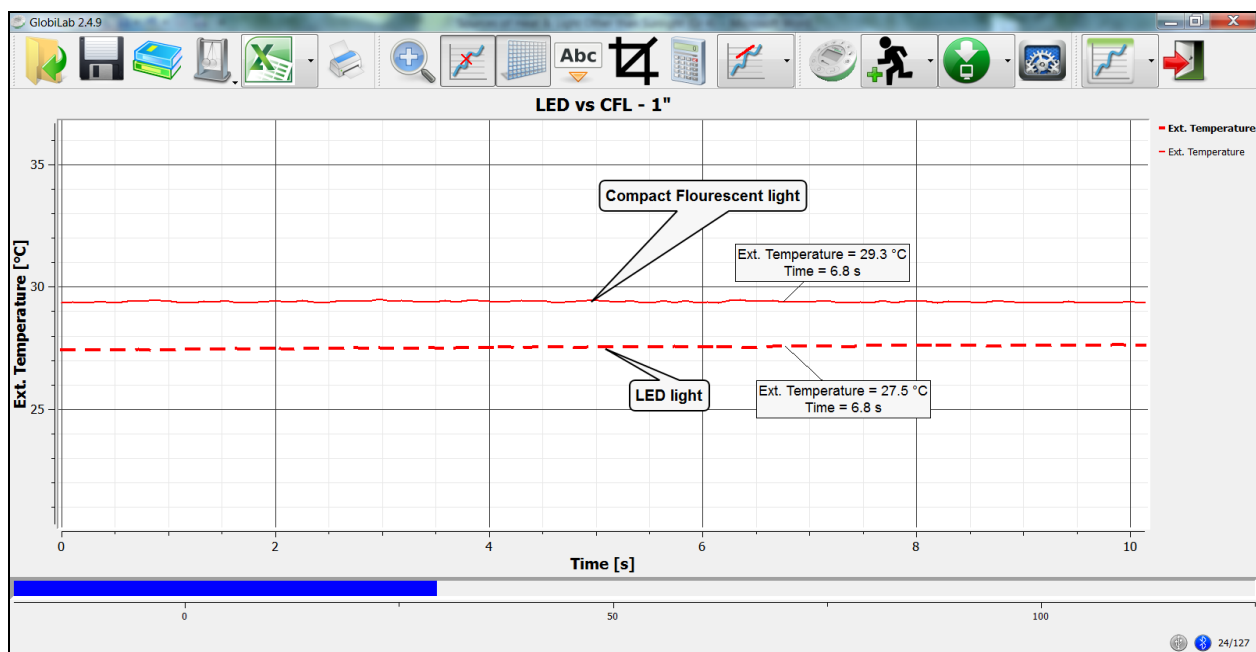 GlobiLab 2.4.9
Abc
LED vs CFL - 1"
Ext. Temperature
Ext. Temperature
35
30
25
Ext. Temperature [°C]
Compact Flourescent light
Ext. Temperature = 29.3 °C
Time = 6.8 s
LED light
Ext. Temperature = 27.5 °C
Time = 6.8 s
0 2 4 6 8 10
Time [s]
0 50 100
24/127